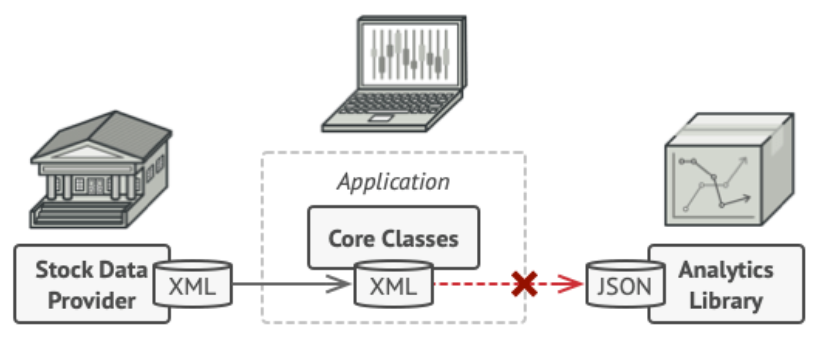 Application
Core Classes
Stock Data
Provider
XML
XML
JSON
Analytics
Library